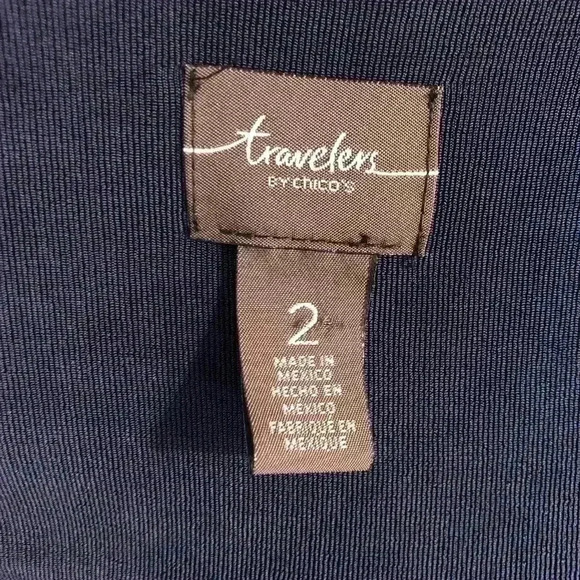 travelers
BY chico's
2
MADE IN
MEXICO
HECHO EN
MEXICO
FABRIQUE EN
MEXIQUE